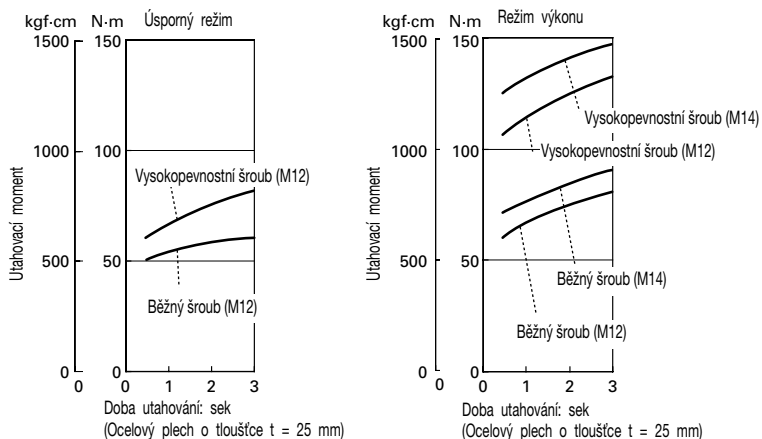 kgf·cm N·m Úsporný režim
1500 150
1000 100
Vysokopevnostní šroub (M12)
500 50
Běžný šroub (M12)
0 0
0 0 1 2 3
Utahovací moment
Doba utahování: sek
(Ocelový plech o tloušťce t = 25 mm)
kgf·cm N·m Režim výkonu
1500 150
Vysokopevnostní šroub (M14)
1000 100
Vysokopevnostní šroub (M12)
500 50
Běžný šroub (M14)
Běžný šroub (M12)
0 0
0 0 1 2 3
Utahovací moment
Doba utahování: sek
(Ocelový plech o tloušťce t = 25 mm)